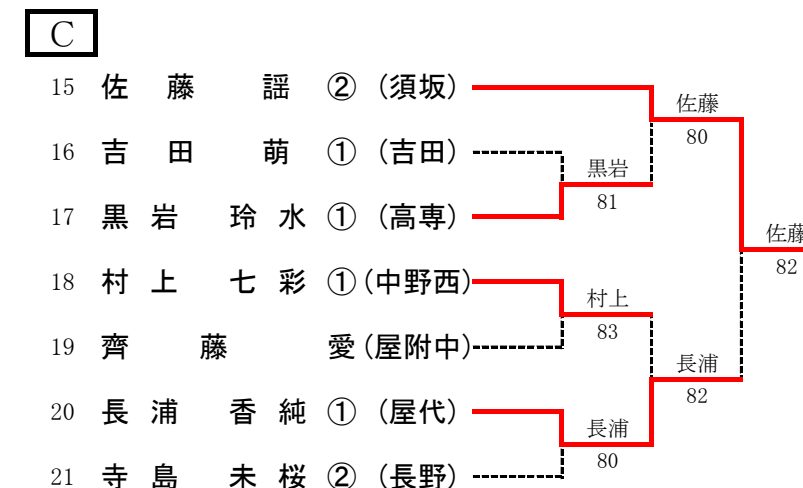 C
15 佐藤 謡 ② (須坂)
佐藤
80
16 吉田 萌 ① (吉田)
黒岩
81
17 黒岩 玲水 ① (高専)
佐藤
82
18 村上 七彩 ① (中野西)
村上
83
19 齊藤 愛 (屋附中)
長浦
82
20 長浦 香純 ① (屋代)
長浦
80
21 寺島 未桜 ② (長野)